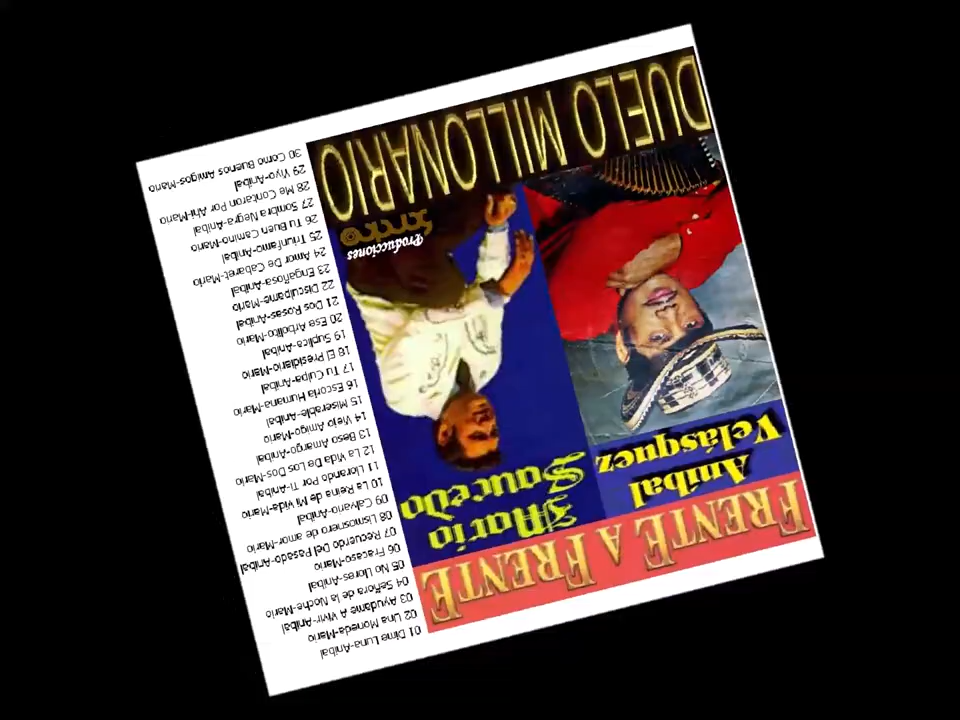 FRENTE A FRENTE
Aníbal
Velásquez
Mario
Saucedo
Producciones
DUELO MILLONARIO
01 Dime Luna-Anibal
02 Una Moneda-Mario
03 Ayudame A Vivir-Anibal
04 Señora de la Noche-Mario
05 No Llores-Anibal
06 Fracaso-Mario
07 Recuerdo Del Pasado-Anibal
08 Lismosnero de amor-Mario
09 Calvario-Anibal
10 La Reina de Mi vida-Mario
11 Llorando Por Ti-Anibal
12 La Vida De Los Dos-Mario
13 Beso Amargo-Anibal
14 Viejo Amigo-Mario
15 Miserable-Anibal
16 Escoria Humana-Mario
17 Tu Culpa-Anibal
18 El Presidiario-Mario
19 Suplica-Anibal
20 Ese Arbolito-Mario
21 Dos Rosas-Anibal
22 Disculpame-Mario
23 Engañosa-Anibal
24 Amor De Cabaret-Mario
25 Triunfamo-Anibal
26 Tu Buen Camino-Mario
27 Sombra Negra-Anibal
28 Me Contaron Por Ahi-Mario
29 Yiyo-Anibal
30 Como Buenos Amigos-Mario